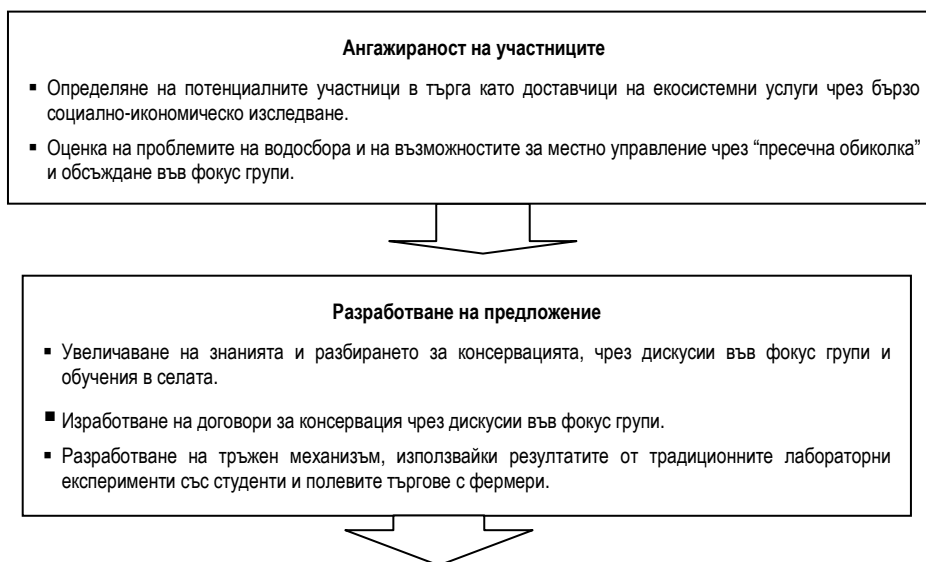 Ангажираност на участниците
▪ Определяне на потенциалните участници в търга като доставчици на екосистемни услуги чрез бързо
социално-икономическо изследване.
▪ Оценка на проблемите на водосбора и на възможностите за местно управление чрез “пресечна обиколка”
и обсъждане във фокус групи.
Разработване на предложение
▪ Увеличаване на знанията и разбирането за консервацията, чрез дискусии във фокус групи и
обучения в селата.
▪ Изработване на договори за консервация чрез дискусии във фокус групи.
▪ Разработване на тръжен механизъм, използвайки резултатите от традиционните лабораторни
експерименти със студенти и полевите търгове с фермери.